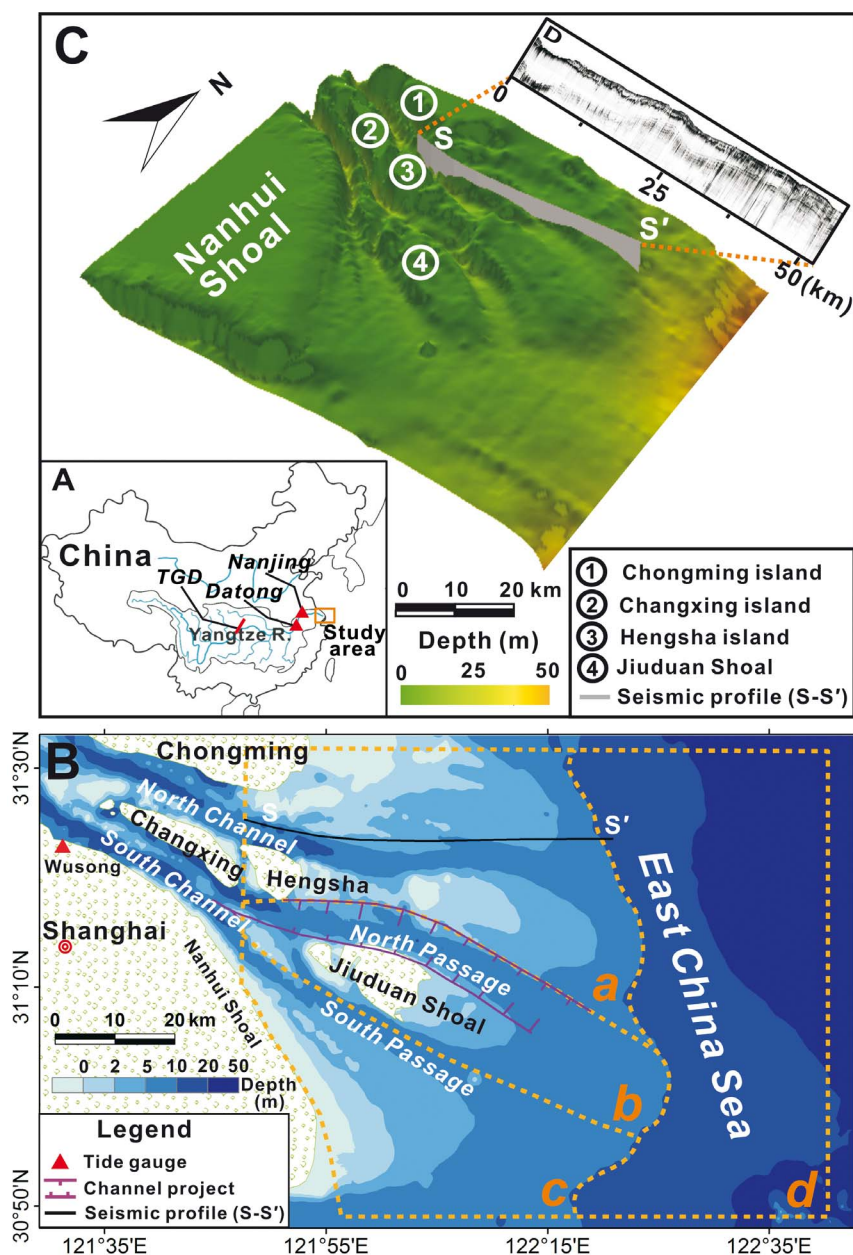 C
N
D
0
25
50 (km)
S
S′
1
2
3
4
Nanhui
Shoal
A
China
Nanjing
TGD
Datong
Yangtze R.
Study
area
0 10 20 km
Depth (m)
0 25 50
① Chongming island
② Changxing island
③ Hengsha island
④ Jiuduan Shoal
Seismic profile (S-S′)
B
31°30′N
31°10′N
30°50′N
Chongming
North Channel
S
S′
Changxing
South Channel
Wusong
Hengsha
Shanghai
North Passage
Nanhui Shoal
Jiuduan Shoal
South Passage
East China Sea
a
b
c
d
0 10 20 km
0 2 5 10 20 50
Depth
(m)
Legend
Tide gauge
Channel project
Seismic profile (S-S′)
121°35′E 121°55′E 122°15′E 122°35′E